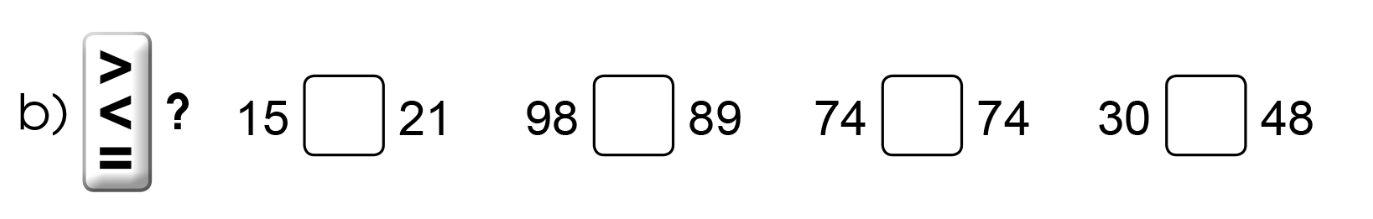 b) > < = ? 15 □ 21 98 □ 89 74 □ 74 30 □ 48